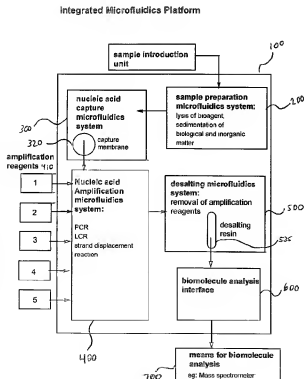 Integrated Microfluidics Platform
sample introduction
unit
100
nucleic acid
capture
microfluidics
system
300
320
capture
membrane
sample preparation
microfluidics system:
lysis of bioagent,
sedimentation of
biological and inorganic
matter
200
amplification
reagents 410
1
2
3
4
5
Nucleic acid
Amplification
microfluidics
system:
PCR
LCR
strand displacement
reaction
400
desalting microfluidics
system:
removal of amplification
reagents
desalting
resin
500
525
biomolecule analysis
interface
600
means for biomolecule
analysis
eg: Mass spectrometer
700